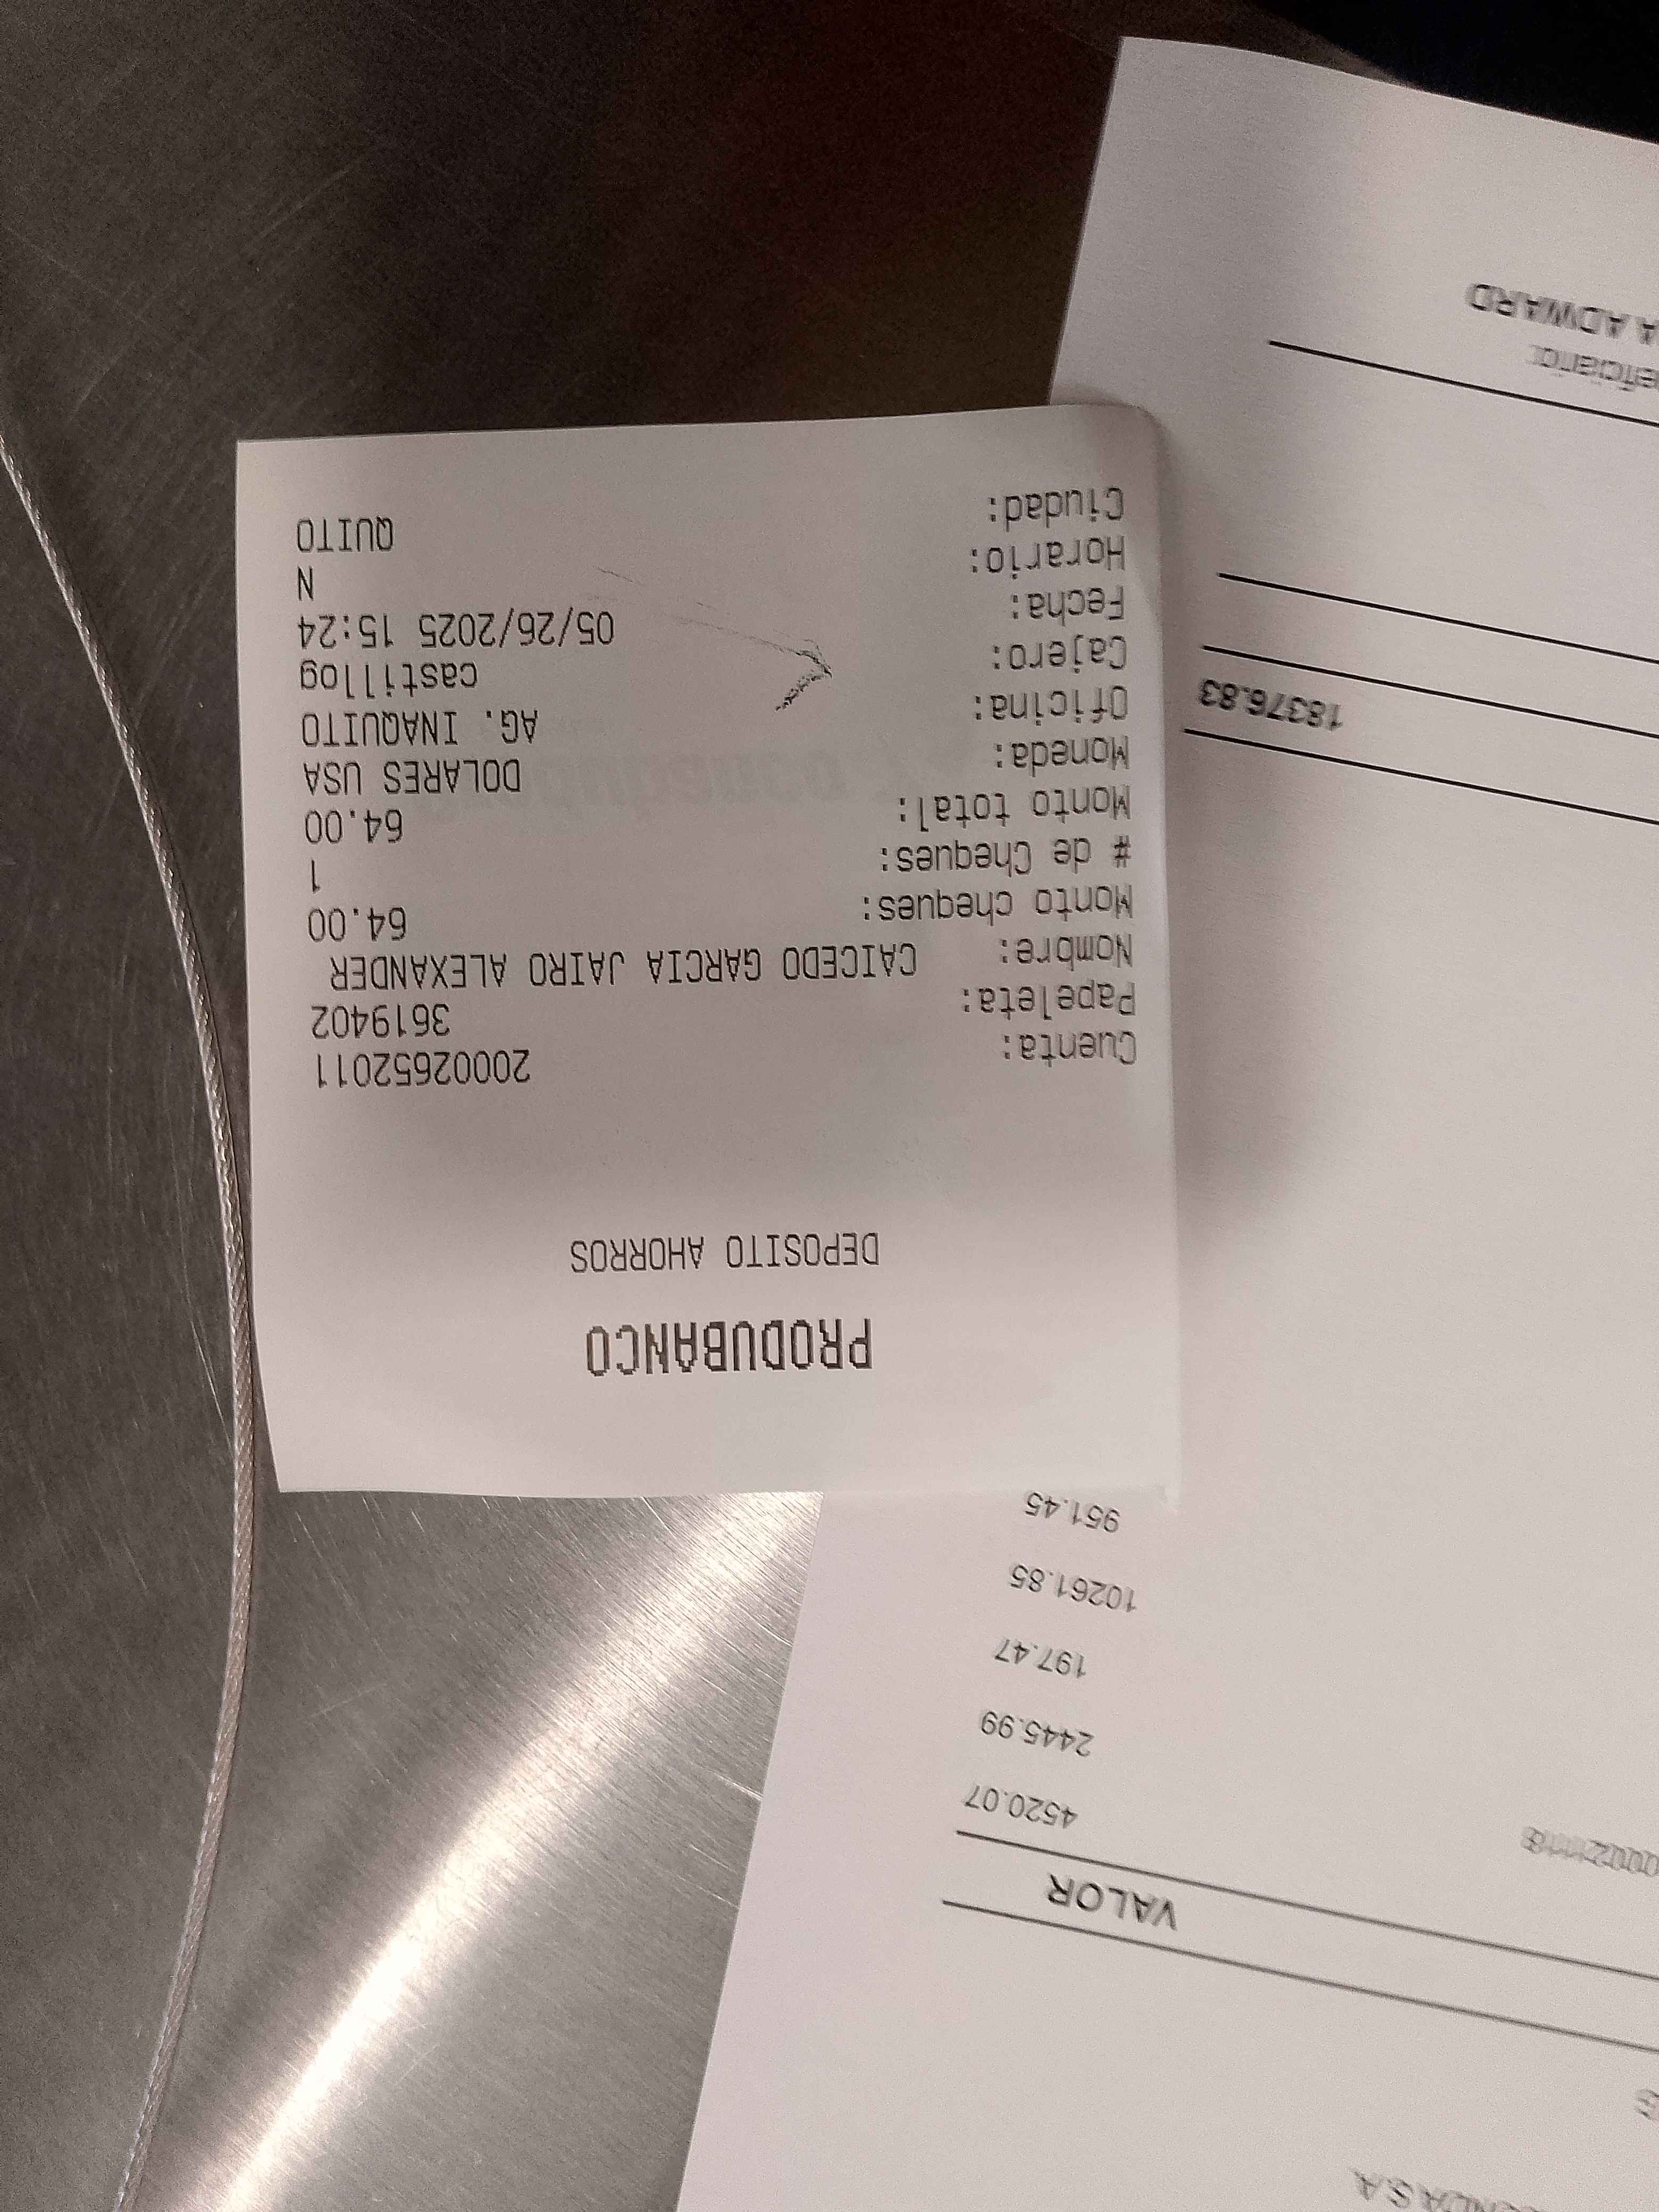 PRODUBANCO
DEPOSITO AHORROS
Cuenta: 20002652011
Papeleta: 3619402
Nombre: CAICEDO GARCIA JAIRO ALEXANDER
Monto cheques: 64.00
# de Cheques: 1
Monto total: 64.00
Moneda: DOLARES USA
Oficina: AG. INAQUITO
Cajero: castillog
Fecha: 05/26/2025 15:24
Horario: N
Ciudad: QUITO
S.A
VALOR
4520.07
2445.99
197.47
10261.85
951.45
18376.83
A ADWARD